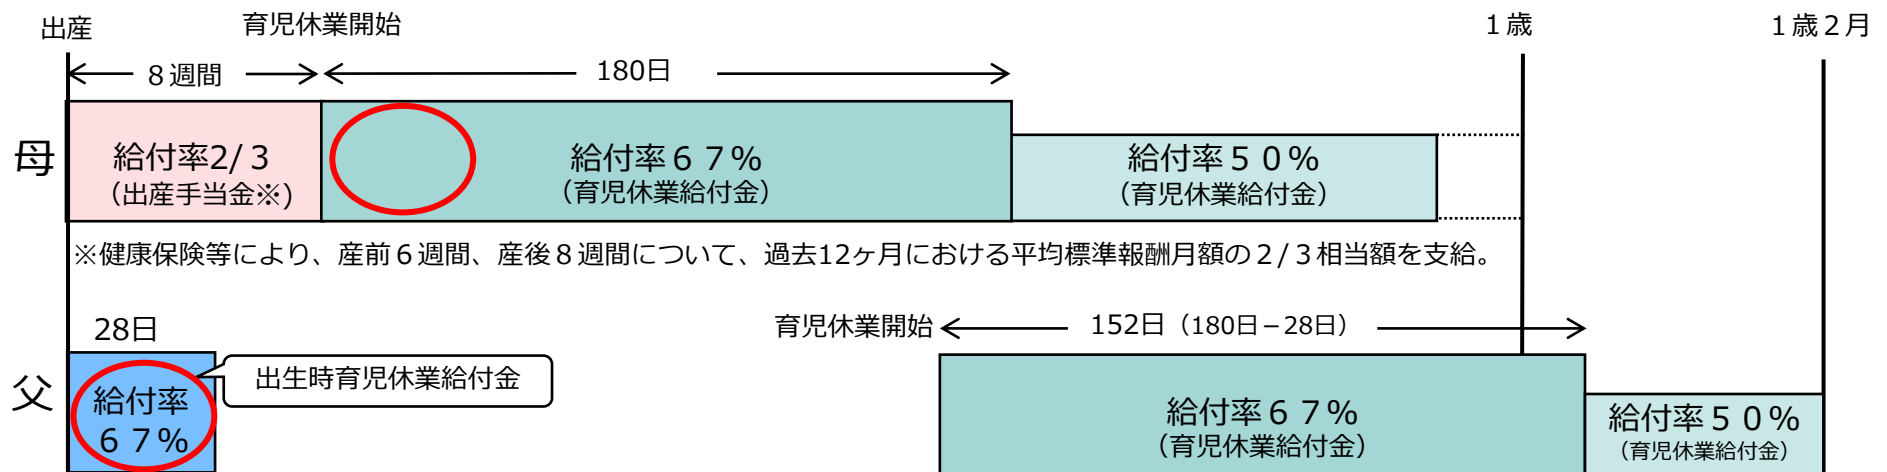 出産
育児休業開始
１歳
１歳２月
８週間
180日
母
給付率2/３
（出産手当金※)
給付率６７%
（育児休業給付金）
給付率５０%
（育児休業給付金）
※健康保険等により、産前６週間、産後８週間について、過去12ヶ月における平均標準報酬月額の２/３相当額を支給。
28日
育児休業開始
152日（180日－28日）
父
給付率
６７%
出生時育児休業給付金
給付率６７%
（育児休業給付金）
給付率５０%
（育児休業給付金）